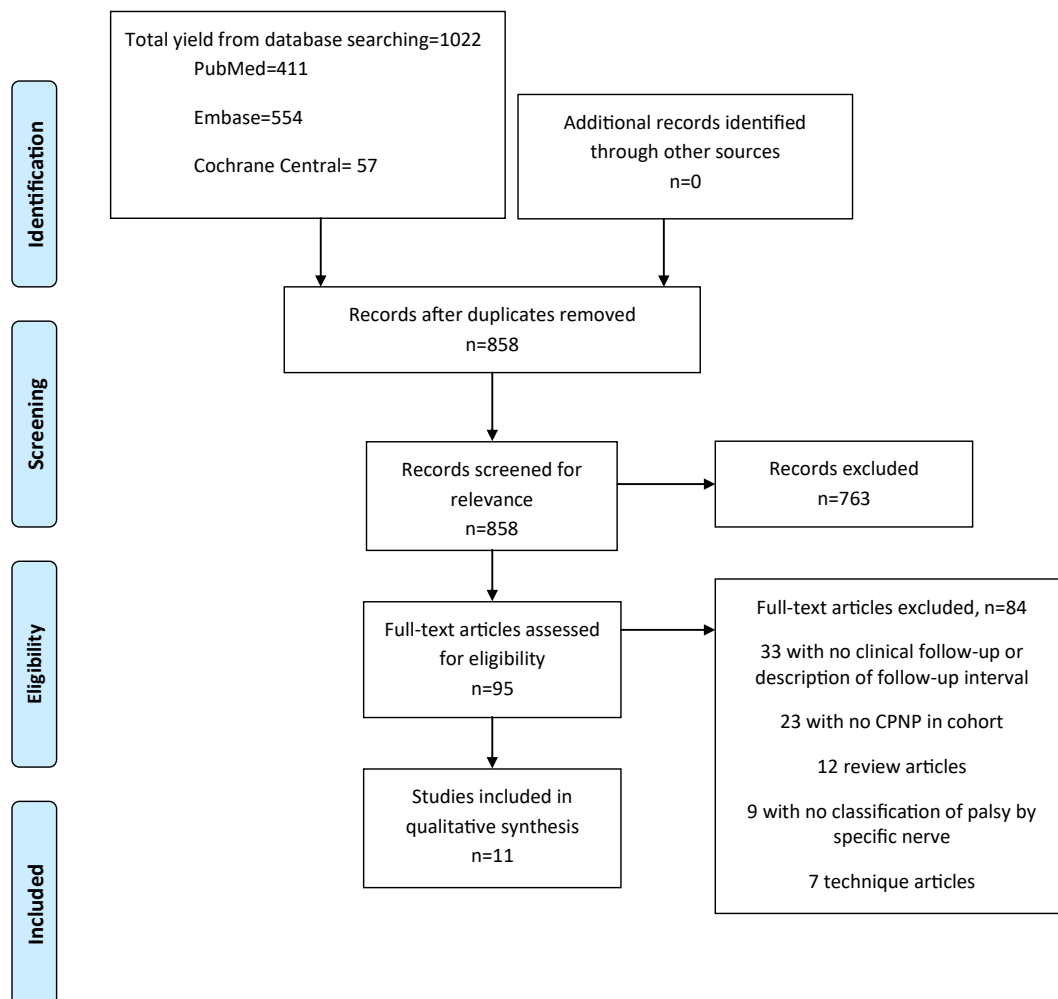 Total yield from database searching=1022
PubMed=411
Embase=554
Cochrane Central= 57
Additional records identified
through other sources
n=0
Identification
Records after duplicates removed
n=858
Screening
Records screened for
relevance
n=858
Records excluded
n=763
Eligibility
Full-text articles assessed
for eligibility
n=95
Full-text articles excluded, n=84
33 with no clinical follow-up or
description of follow-up interval
23 with no CPNP in cohort
12 review articles
9 with no classification of palsy by
specific nerve
7 technique articles
Studies included in
qualitative synthesis
n=11
Included